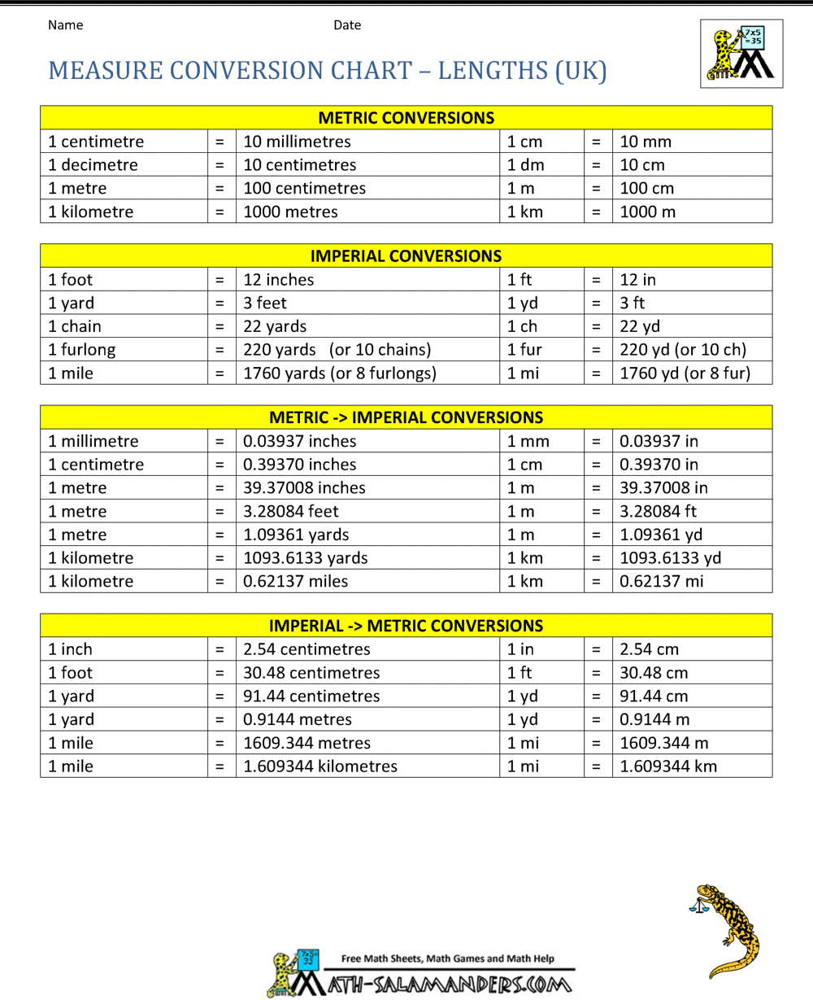 Name Date
7x5
=35
MEASURE CONVERSION CHART – LENGTHS (UK)
METRIC CONVERSIONS
1 centimetre = 10 millimetres 1 cm = 10 mm
1 decimetre = 10 centimetres 1 dm = 10 cm
1 metre = 100 centimetres 1 m = 100 cm
1 kilometre = 1000 metres 1 km = 1000 m
IMPERIAL CONVERSIONS
1 foot = 12 inches 1 ft = 12 in
1 yard = 3 feet 1 yd = 3 ft
1 chain = 22 yards 1 ch = 22 yd
1 furlong = 220 yards (or 10 chains) 1 fur = 220 yd (or 10 ch)
1 mile = 1760 yards (or 8 furlongs) 1 mi = 1760 yd (or 8 fur)
METRIC -> IMPERIAL CONVERSIONS
1 millimetre = 0.03937 inches 1 mm = 0.03937 in
1 centimetre = 0.39370 inches 1 cm = 0.39370 in
1 metre = 39.37008 inches 1 m = 39.37008 in
1 metre = 3.28084 feet 1 m = 3.28084 ft
1 metre = 1.09361 yards 1 m = 1.09361 yd
1 kilometre = 1093.6133 yards 1 km = 1093.6133 yd
1 kilometre = 0.62137 miles 1 km = 0.62137 mi
IMPERIAL -> METRIC CONVERSIONS
1 inch = 2.54 centimetres 1 in = 2.54 cm
1 foot = 30.48 centimetres 1 ft = 30.48 cm
1 yard = 91.44 centimetres 1 yd = 91.44 cm
1 yard = 0.9144 metres 1 yd = 0.9144 m
1 mile = 1609.344 metres 1 mi = 1609.344 m
1 mile = 1.609344 kilometres 1 mi = 1.609344 km
7x5=
35
Free Math Sheets, Math Games and Math Help
MATH-SALAMANDERS.COM